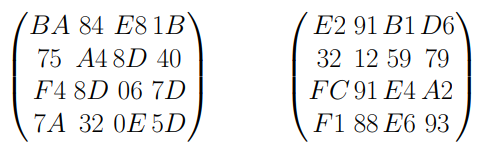 BA 84 E8 1B E2 91 B1 D6
75 A4 8D 40 32 12 59 79
F4 8D 06 7D FC 91 E4 A2
7A 32 0E 5D F1 88 E6 93